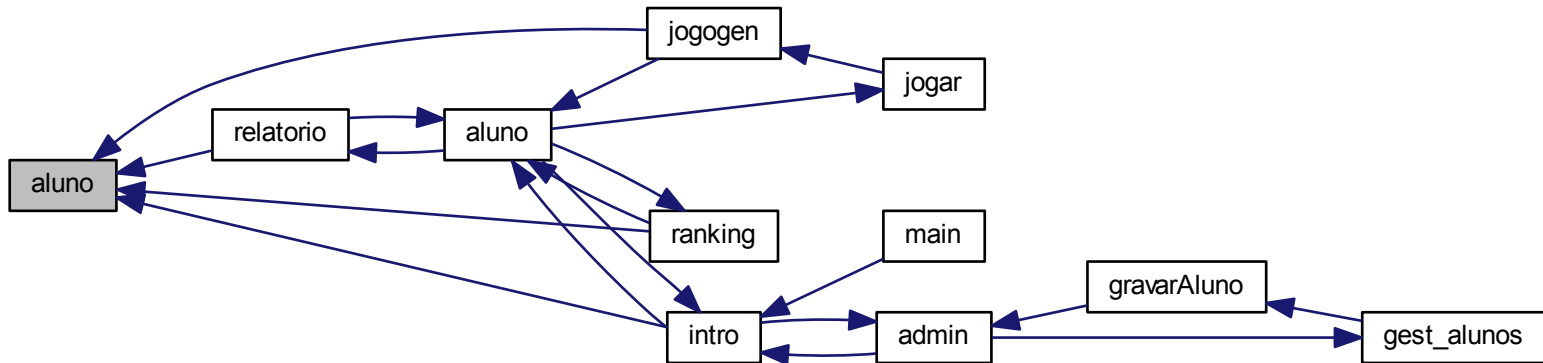 jogogen
jogar
relatorio
aluno
aluno
ranking
main
gravarAluno
intro
admin
gest_alunos